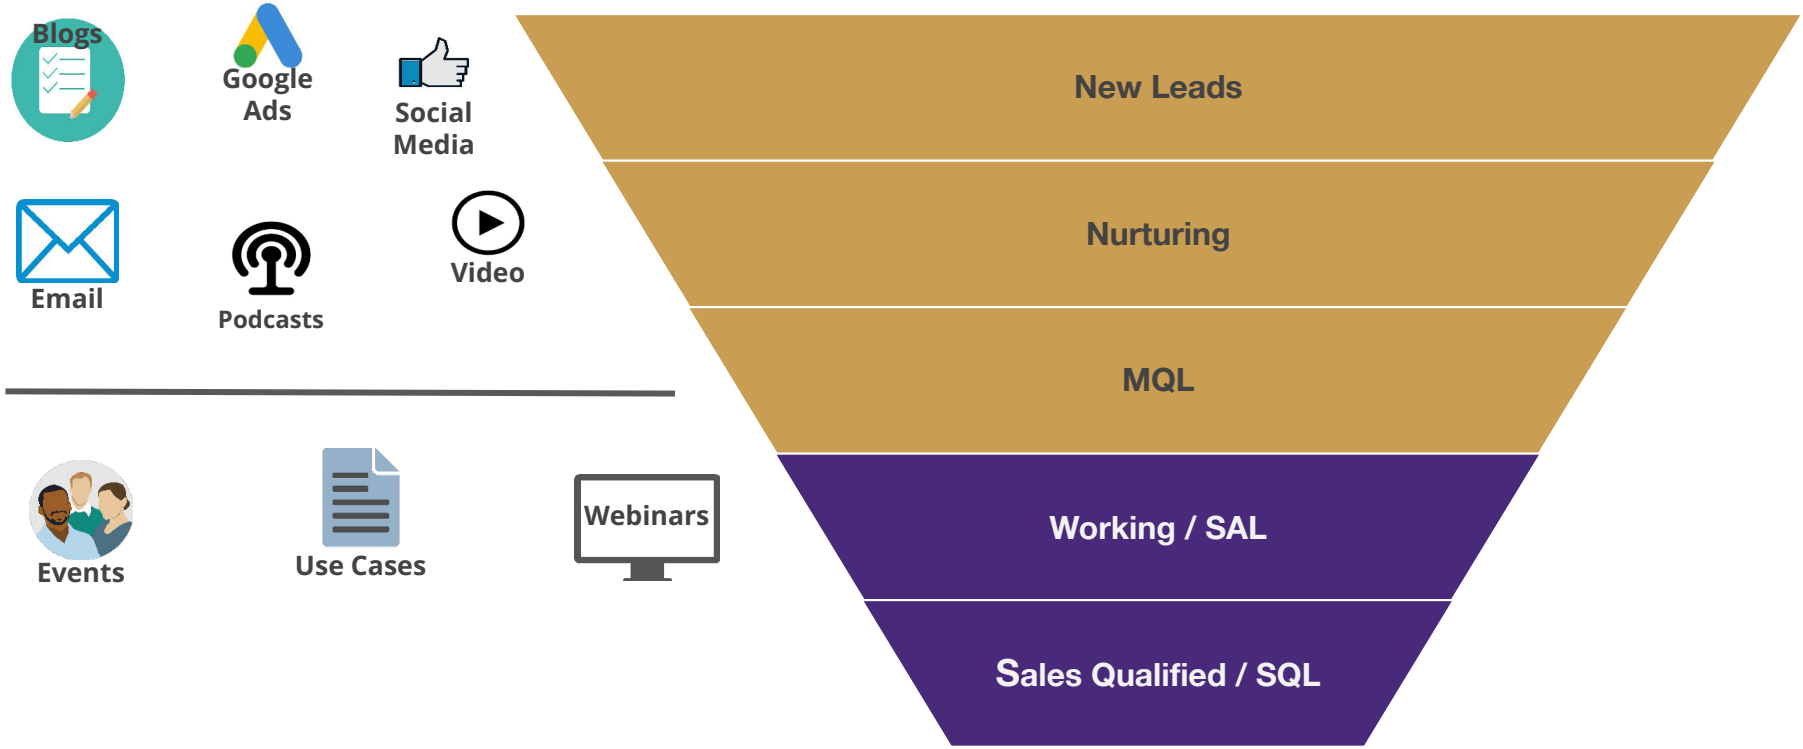 Blogs
Google
Ads
Social
Media
Email
Podcasts
Video
Events
Use Cases
Webinars
New Leads
Nurturing
MQL
Working / SAL
Sales Qualified / SQL